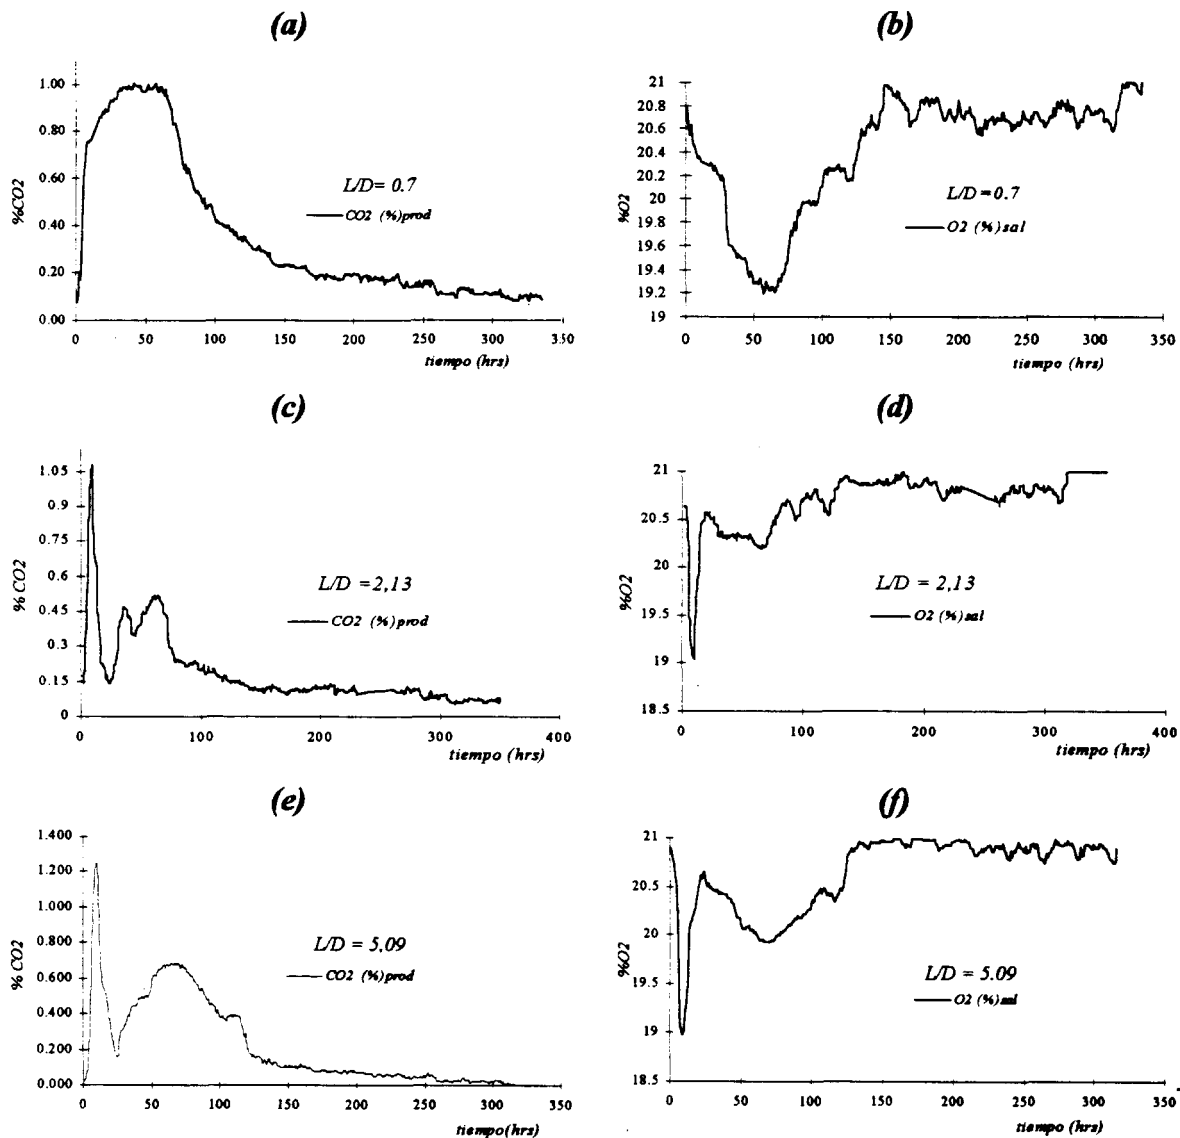 (a)
1.00
0.80
0.60
0.40
0.20
0.00
%CO2
L/D= 0.7
CO2 (%)prod
0 50 100 150 200 250 300 350
tiempo (hrs)
(b)
21
20.8
20.6
20.4
20.2
20
19.8
19.6
19.4
19.2
19
%O2
L/D =0.7
O2 (%)sal
0 50 100 150 200 250 300 350
tiempo (hrs)
(c)
1.05
0.9
0.75
0.6
0.45
0.3
0.15
0
% CO2
L/D =2,13
CO2 (%)prod
0 100 200 300 400
tiempo (hrs)
(d)
21
20.5
20
19.5
19
18.5
%O2
L/D = 2,13
O2 (%)sal
0 100 200 300 400
tiempo (hrs)
(e)
1.400
1.200
1.000
0.800
0.600
0.400
0.200
0.000
% CO2
L/D = 5,09
CO2 (%)prod
0 50 100 150 200 250 300 350
tiempo(hrs)
(f)
21
20.5
20
19.5
19
18.5
%O2
L/D = 5.09
O2 (%)sal
0 50 100 150 200 250 300 350
tiempo (hrs)